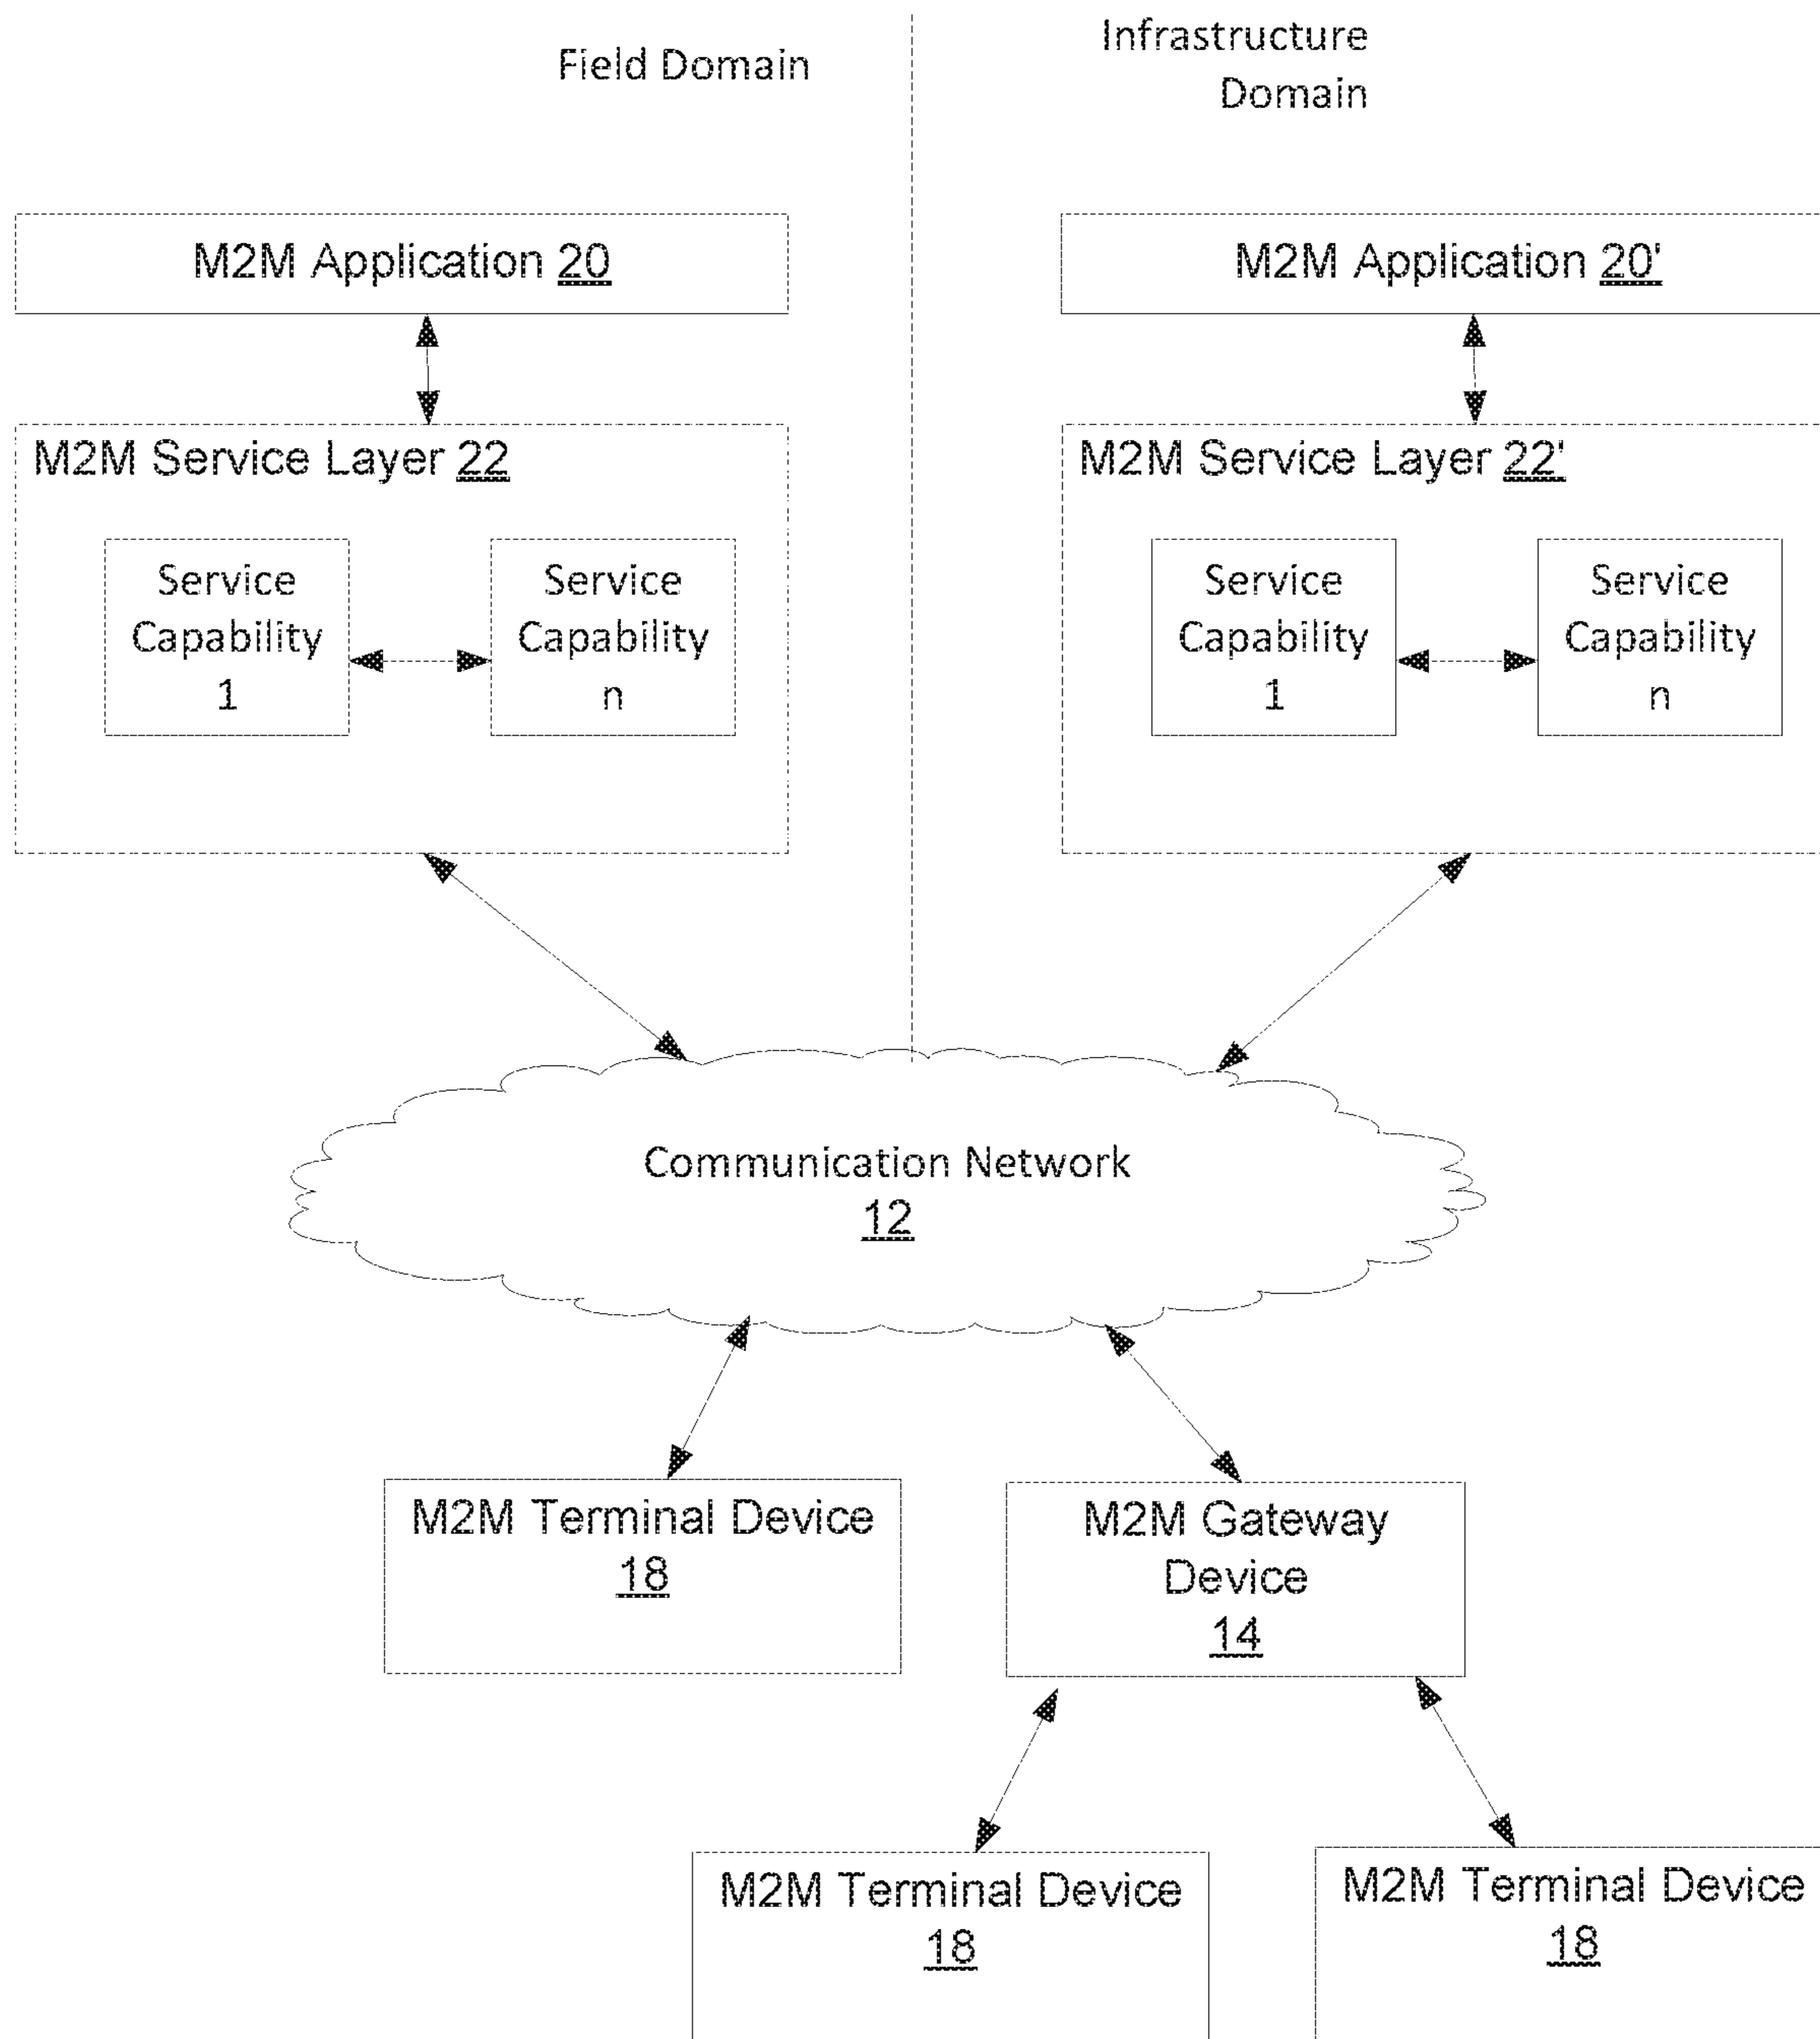 Field Domain
Infrastructure
Domain
M2M Application 20
M2M Application 20'
M2M Service Layer 22
Service
Capability
1
Service
Capability
n
M2M Service Layer 22'
Service
Capability
1
Service
Capability
n
Communication Network
12
M2M Terminal Device
18
M2M Gateway
Device
14
M2M Terminal Device
18
M2M Terminal Device
18